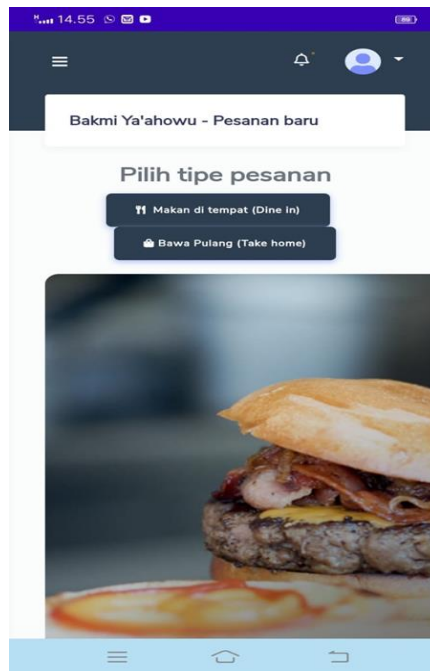 14.55
Bakmi Ya'ahowu - Pesanan baru
Pilih tipe pesanan
Makan di tempat (Dine in)
Bawa Pulang (Take home)